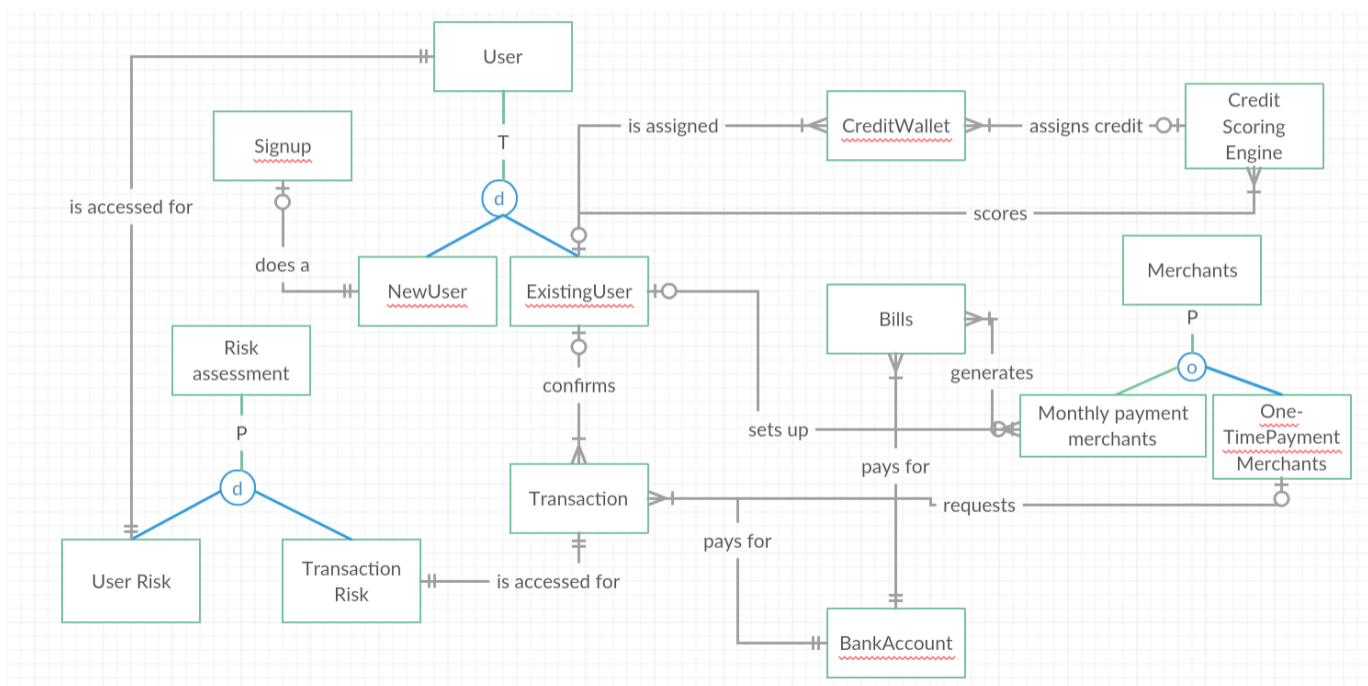 User
Credit
Scoring
Engine
is assigned
CreditWallet
assigns credit
Signup
T
d
is accessed for
scores
does a
NewUser
ExistingUser
Merchants
Bills
P
Risk
assessment
o
generates
confirms
Monthly payment
merchants
One-
TimePayment
Merchants
P
sets up
pays for
d
Transaction
requests
pays for
User Risk
Transaction
Risk
is accessed for
BankAccount